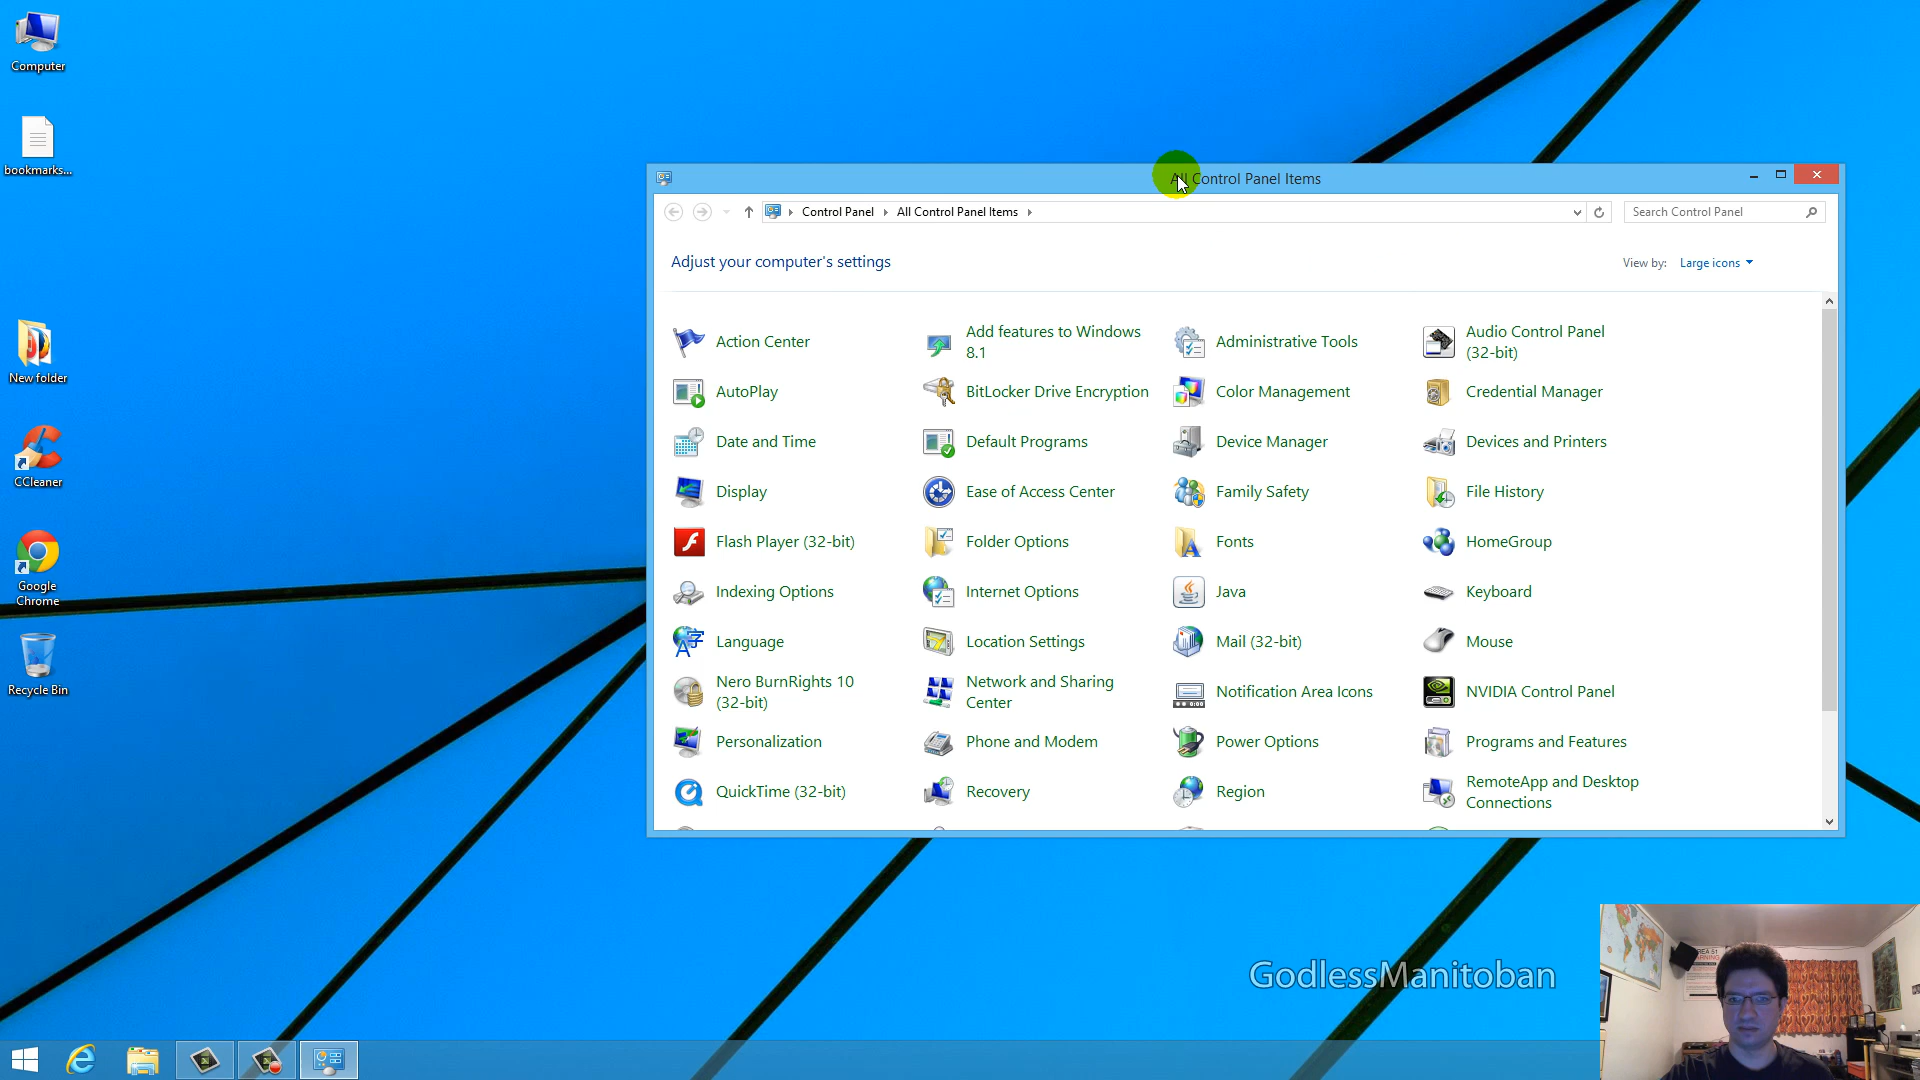 Computer
bookmarks...
New folder
CCleaner
Google
Chrome
Recycle Bin
All Control Panel Items
Control Panel
All Control Panel Items
Search Control Panel
Adjust your computer's settings
View by:
Large icons
Action Center
Add features to Windows
8.1
Administrative Tools
Audio Control Panel
(32-bit)
AutoPlay
BitLocker Drive Encryption
Color Management
Credential Manager
Date and Time
Default Programs
Device Manager
Devices and Printers
Display
Ease of Access Center
Family Safety
File History
Flash Player (32-bit)
Folder Options
Fonts
HomeGroup
Indexing Options
Internet Options
Java
Keyboard
Language
Location Settings
Mail (32-bit)
Mouse
Nero BurnRights 10
(32-bit)
Network and Sharing
Center
Notification Area Icons
NVIDIA Control Panel
Personalization
Phone and Modem
Power Options
Programs and Features
QuickTime (32-bit)
Recovery
Region
RemoteApp and Desktop
Connections
GodlessManitoban